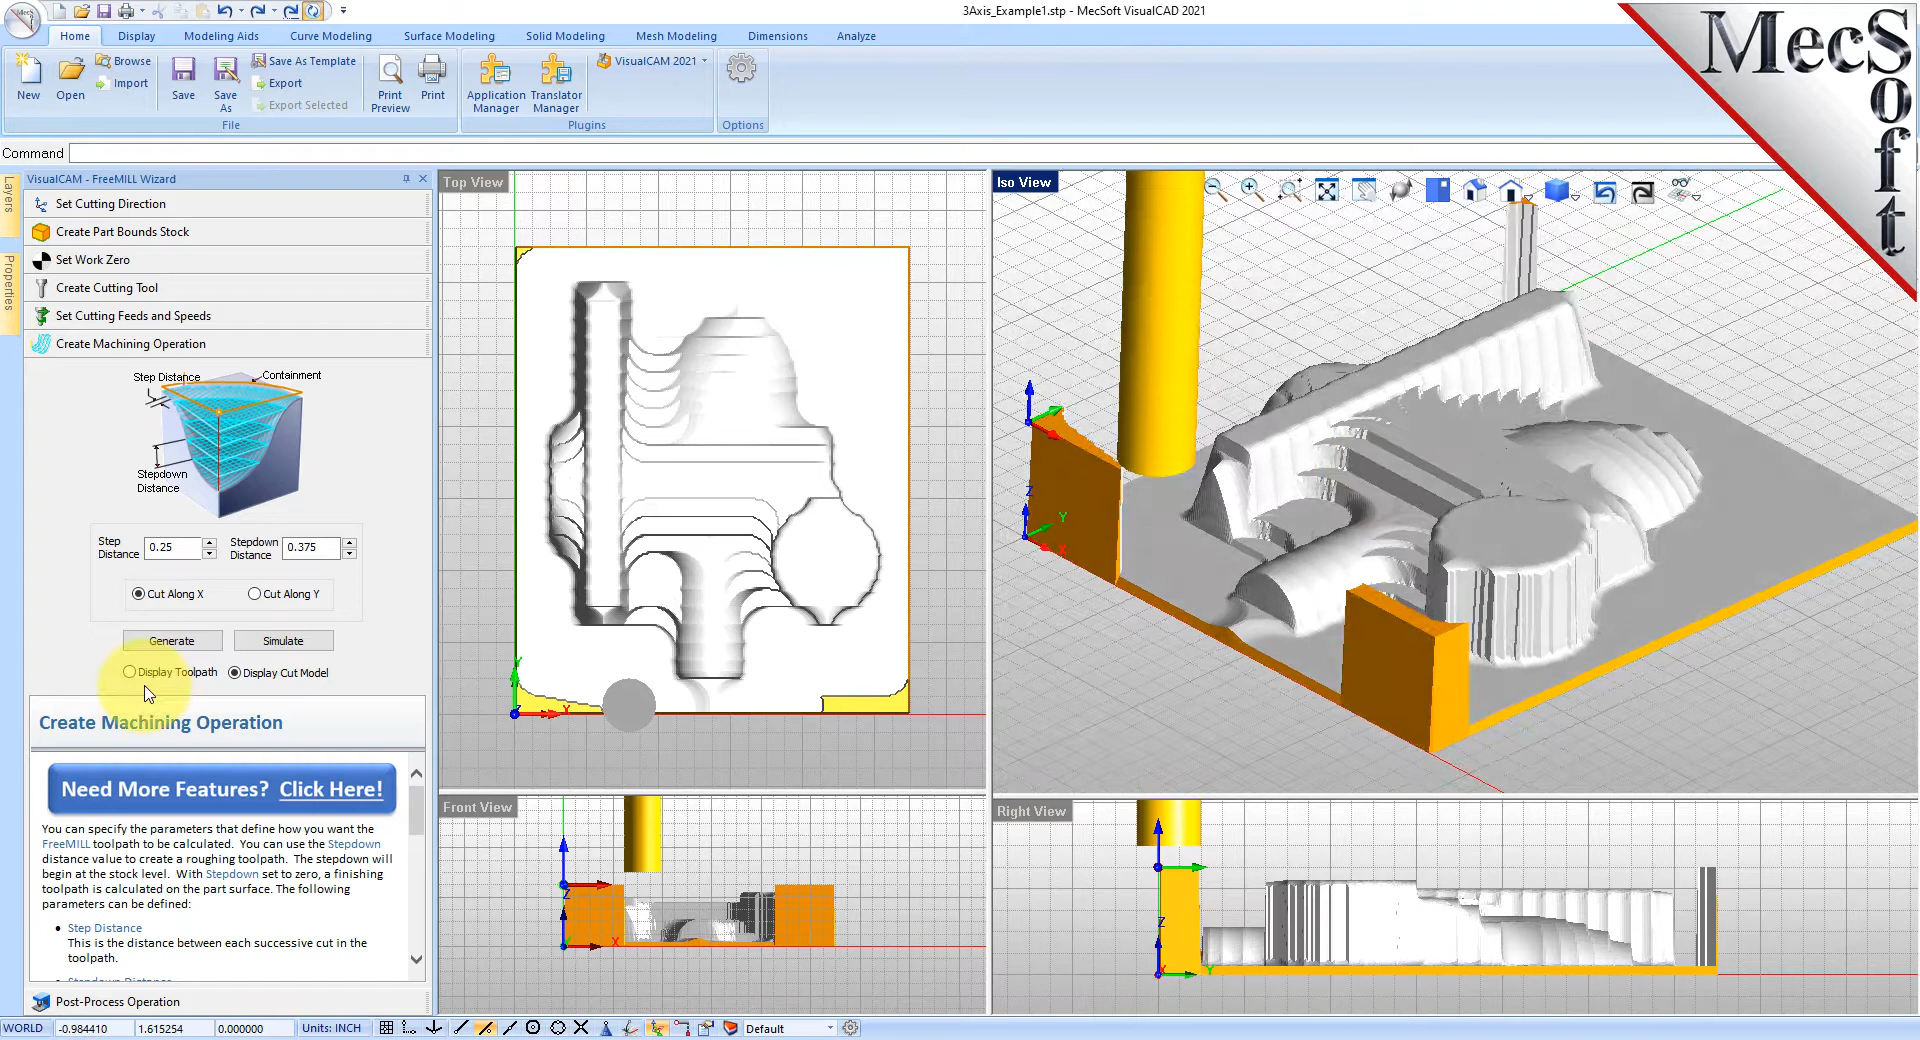 3Axis_Example1.stp - MecSoft VisualCAD 2021
MecSoft
Home Display Modeling Aids Curve Modeling Surface Modeling Solid Modeling Mesh Modeling Dimensions Analyze
New
Open
Browse
Import
Save
Save As
Save As Template
Export
Export Selected
Print Preview
Print
File
Application Manager
Translator Manager
VisualCAM 2021
Plugins
Options
Command
Layers
Properties
VisualCAM - FreeMILL Wizard
Set Cutting Direction
Create Part Bounds Stock
Set Work Zero
Create Cutting Tool
Set Cutting Feeds and Speeds
Create Machining Operation
Step Distance
Containment
Stepdown
Distance
Step Distance 0.25
Stepdown Distance 0.375
Cut Along X Cut Along Y
Generate Simulate
Display Toolpath Display Cut Model
Create Machining Operation
Need More Features? Click Here!
You can specify the parameters that define how you want the
FreeMILL toolpath to be calculated. You can use the Stepdown
distance value to create a roughing toolpath. The stepdown will
begin at the stock level. With Stepdown set to zero, a finishing
toolpath is calculated on the part surface. The following
parameters can be defined:
• Step Distance
This is the distance between each successive cut in the
toolpath.
Post-Process Operation
Top View
Y
Z
X
Iso View
Z
Y
X
Front View
Z
Y
X
Right View
Z
X
Y
WORLD -0.984410 1.615254 0.000000 Units: INCH Default